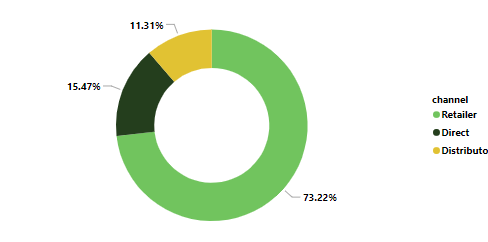 11.31%
15.47%
73.22%
channel
Retailer
Direct
Distributo